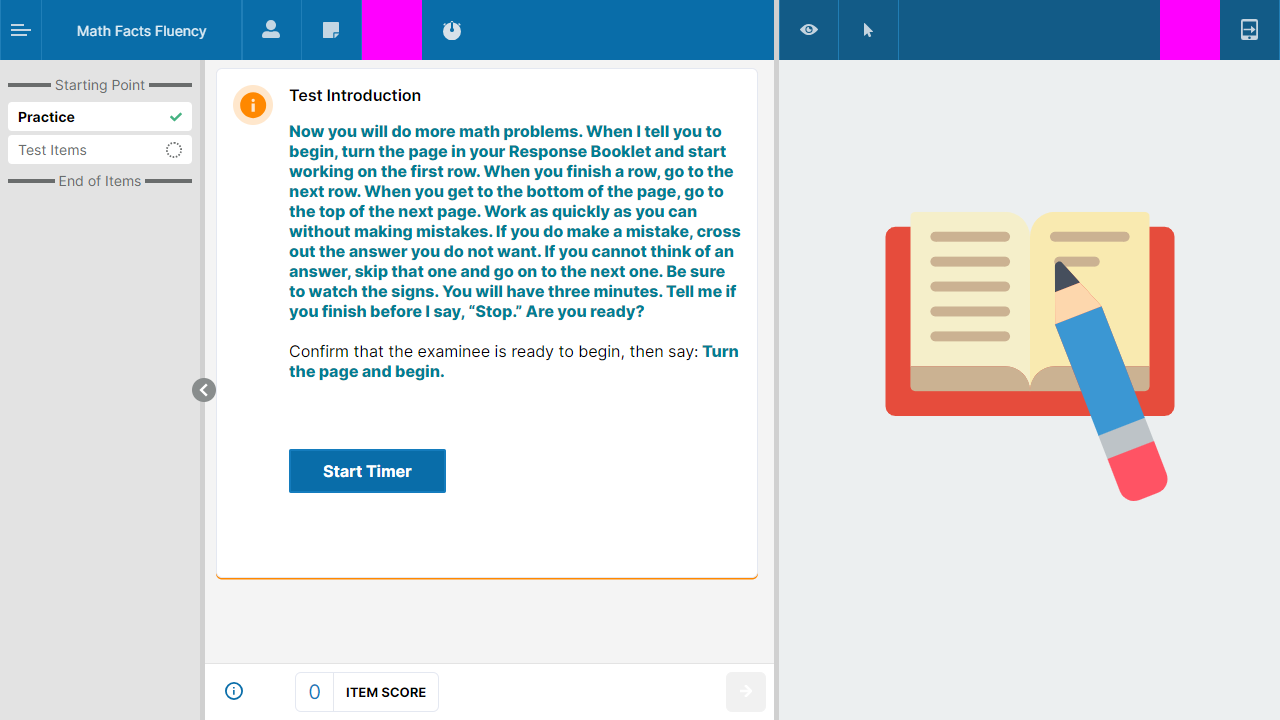 Math Facts Fluency
Starting Point
Practice
Test Items
End of Items
Test Introduction
Now you will do more math problems. When I tell you to
begin, turn the page in your Response Booklet and start
working on the first row. When you finish a row, go to the
next row. When you get to the bottom of the page, go to
the top of the next page. Work as quickly as you can
without making mistakes. If you do make a mistake, cross
out the answer you do not want. If you cannot think of an
answer, skip that one and go on to the next one. Be sure
to watch the signs. You will have three minutes. Tell me if
you finish before I say, “Stop.” Are you ready?
Confirm that the examinee is ready to begin, then say: Turn
the page and begin.
Start Timer
0 ITEM SCORE